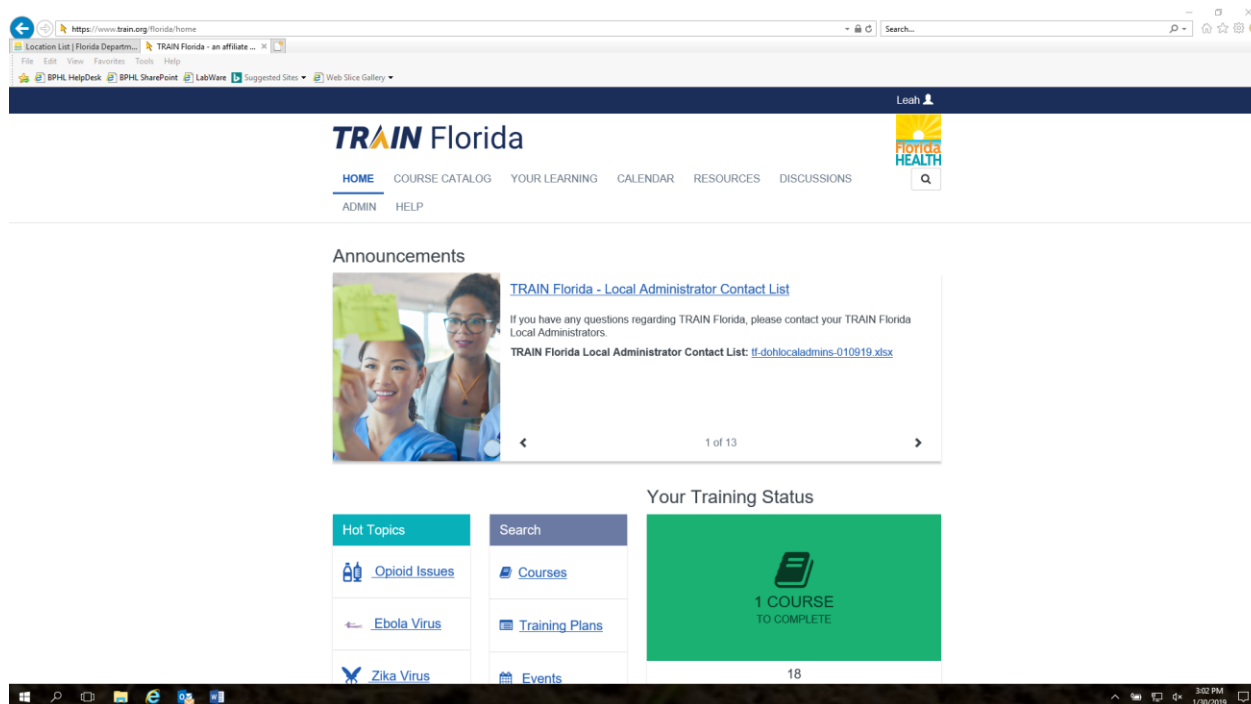 https://www.train.org/florida/home
Search...
Location List | Florida Departm...
TRAIN Florida - an affiliate ...
File Edit View Favorites Tools Help
BPHL HelpDesk BPHL SharePoint LabWare Suggested Sites Web Slice Gallery
Leah
TRAIN Florida
Florida
HEALTH
HOME COURSE CATALOG YOUR LEARNING CALENDAR RESOURCES DISCUSSIONS
ADMIN HELP
Announcements
TRAIN Florida - Local Administrator Contact List
If you have any questions regarding TRAIN Florida, please contact your TRAIN Florida
Local Administrators.
TRAIN Florida Local Administrator Contact List: tf-dohlocaladmins-010919.xlsx
1 of 13
Your Training Status
Hot Topics
Opioid Issues
Ebola Virus
Zika Virus
Search
Courses
Training Plans
Events
1 COURSE
TO COMPLETE
18
3:02 PM
1/30/2019